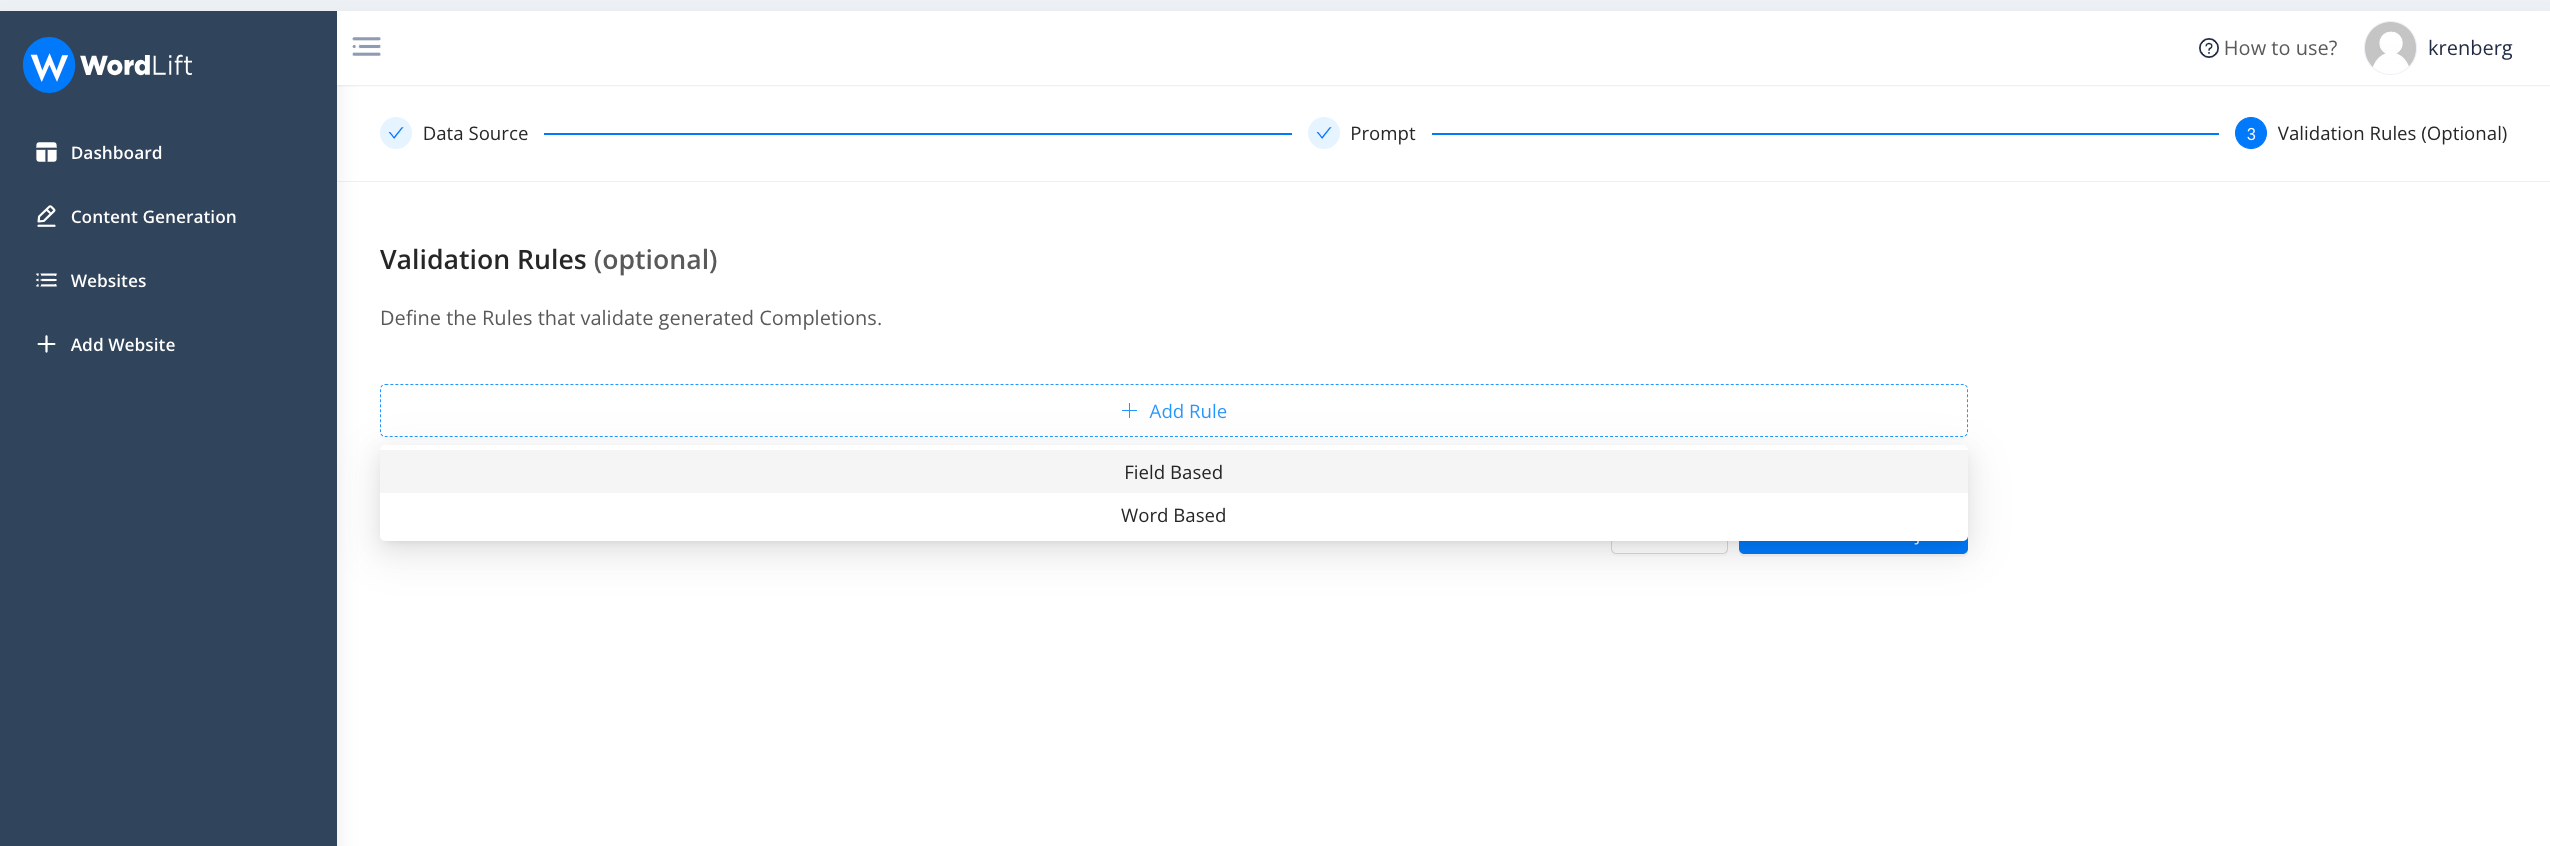 WordLift
How to use?
krenberg
Data Source
Prompt
3 Validation Rules (Optional)
Dashboard
Content Generation
Websites
Add Website
Validation Rules (optional)
Define the Rules that validate generated Completions.
+ Add Rule
Field Based
Word Based